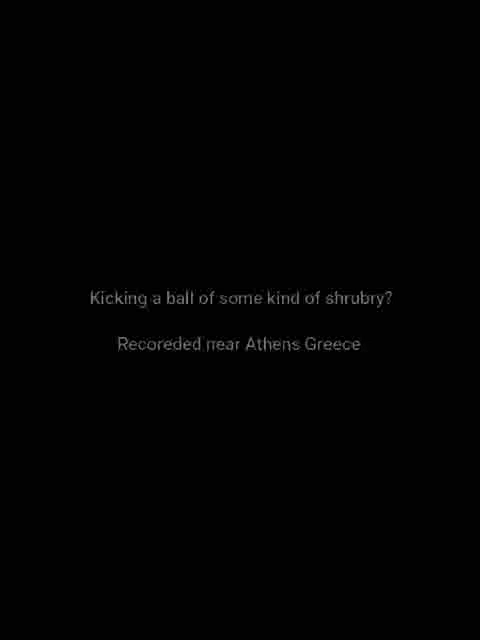 Kicking a ball of some kind of shrubry?
Recoreded near Athens Greece